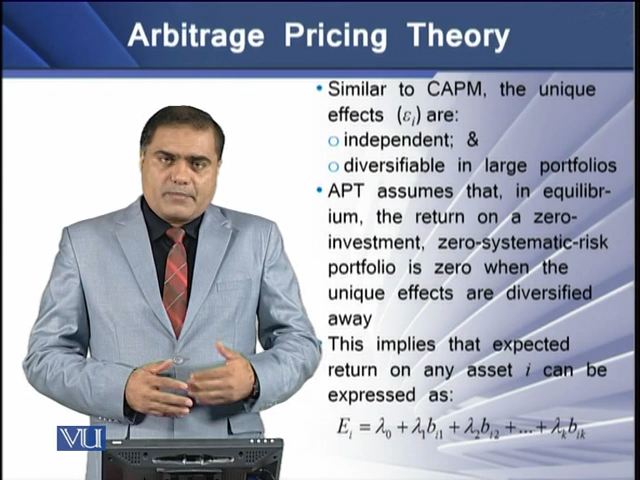 Arbitrage Pricing Theory
• Similar to CAPM, the unique
effects (εi) are:
o independent; &
o diversifiable in large portfolios
• APT assumes that, in equilibr-
ium, the return on a zero-
investment, zero-systematic-risk
portfolio is zero when the
unique effects are diversified
away
• This implies that expected
return on any asset i can be
expressed as:
Ei = λ0 + λ1bi1 + λ2bi2 + ... + λkbik
VU